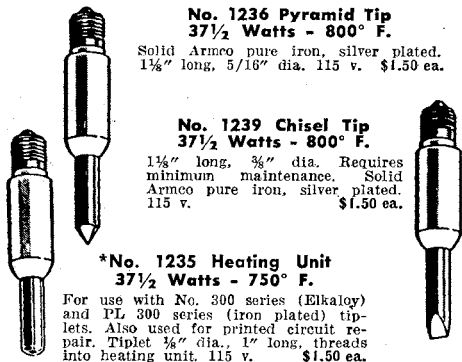 No. 1236 Pyramid Tip
37½ Watts - 800° F.
Solid Armco pure iron, silver plated.
1⅛" long, 5/16" dia. 115 v. $1.50 ea.
No. 1239 Chisel Tip
37½ Watts - 800° F.
1⅛" long, ⅜" dia. Requires
minimum maintenance. Solid
Armco pure iron, silver plated.
115 v. $1.50 ea.
*No. 1235 Heating Unit
37½ Watts - 750° F.
For use with No. 300 series (Elkaloy)
and PL 300 series (iron plated) tip-
lets. Also used for printed circuit re-
pair. Tiplet ⅛" dia., 1" long, threads
into heating unit. 115 v. $1.50 ea.